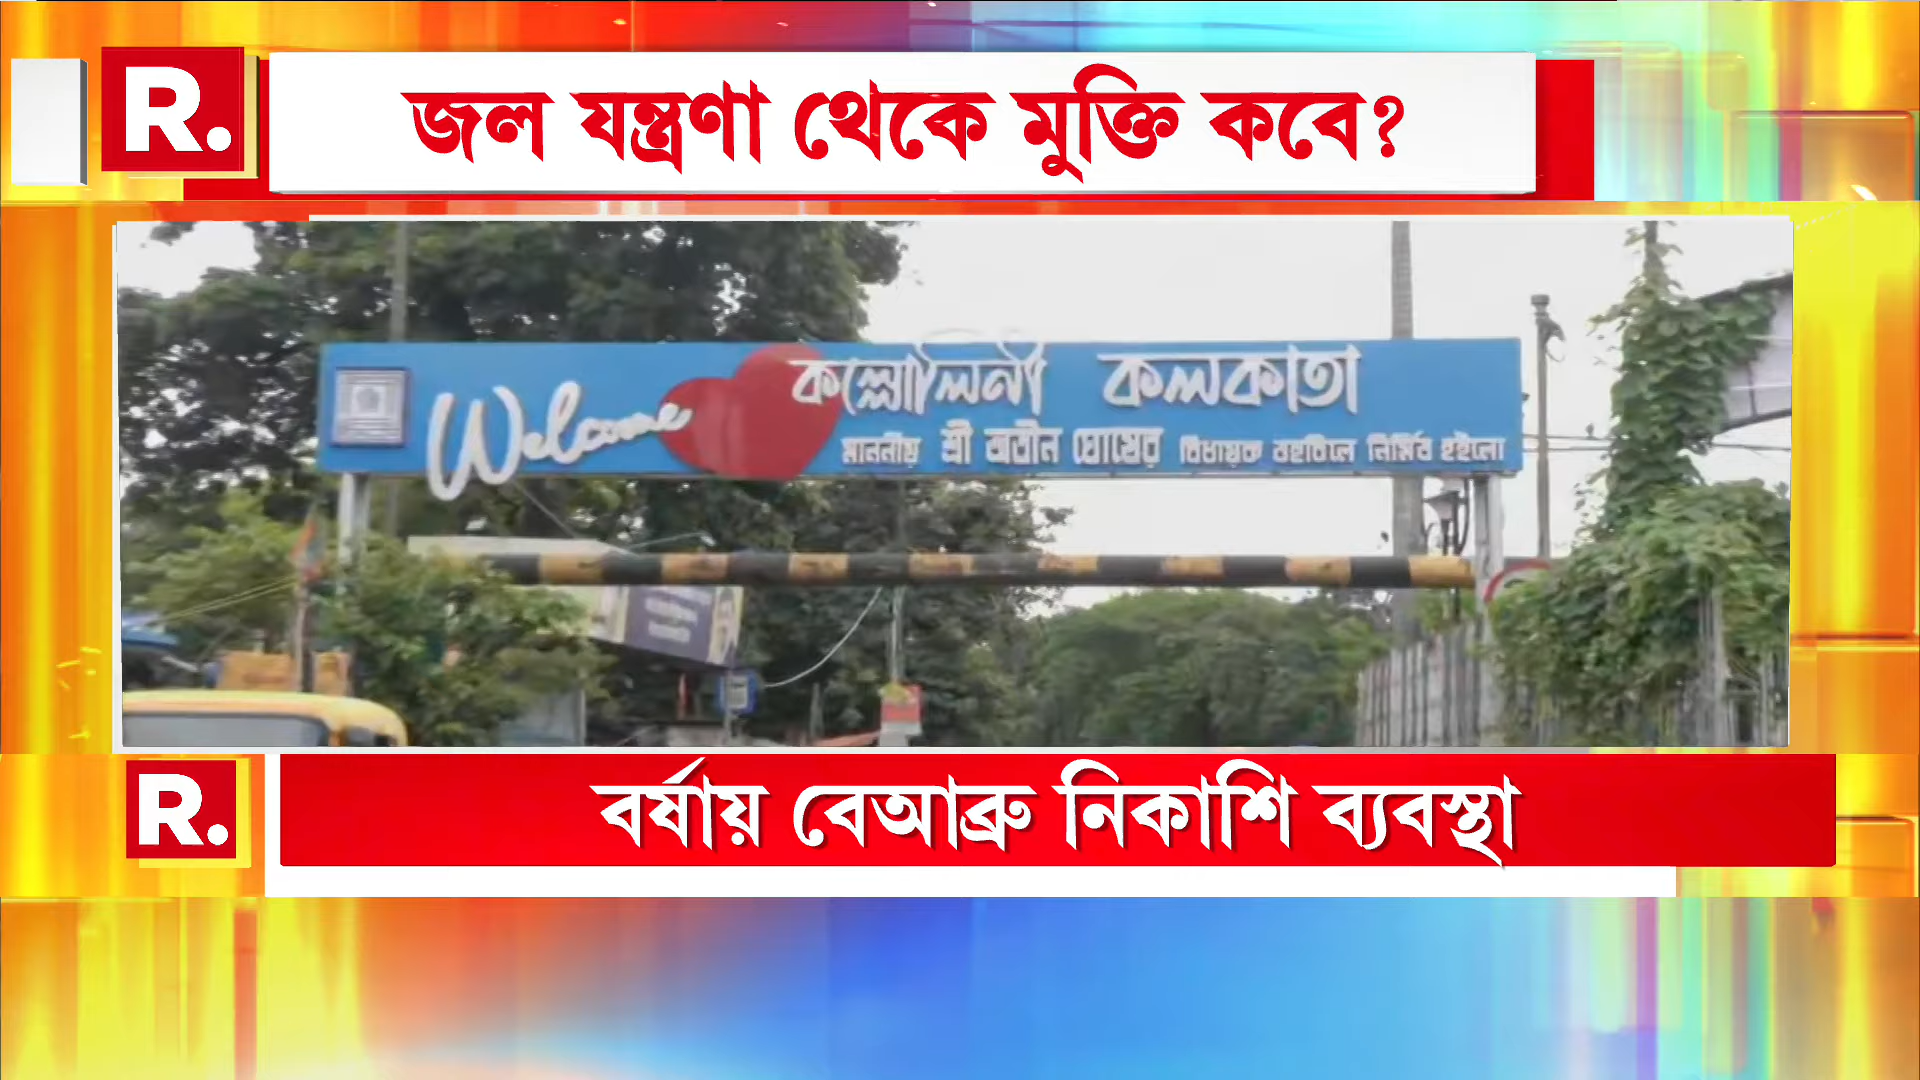 R.
জল যন্ত্রণা থেকে মুক্তি কবে?
Welcome কল্লোলিনী কলকাতা
মাননীয় শ্রী অতীন ঘোষের বিধায়ক তহবিলে নির্মিত হইলো
R.
বর্ষায় বেআব্রু নিকাশি ব্যবস্থা